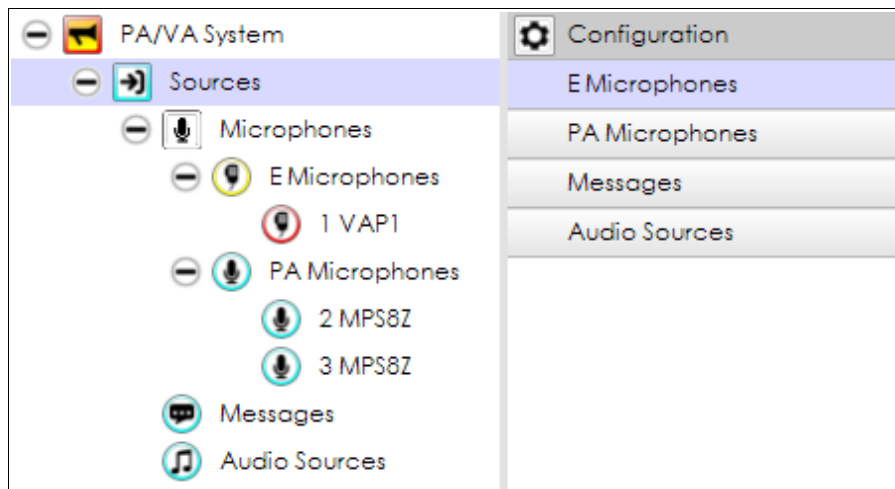 PA/VA System
Sources
Microphones
E Microphones
1 VAP1
PA Microphones
2 MPS8Z
3 MPS8Z
Messages
Audio Sources
Configuration
E Microphones
PA Microphones
Messages
Audio Sources